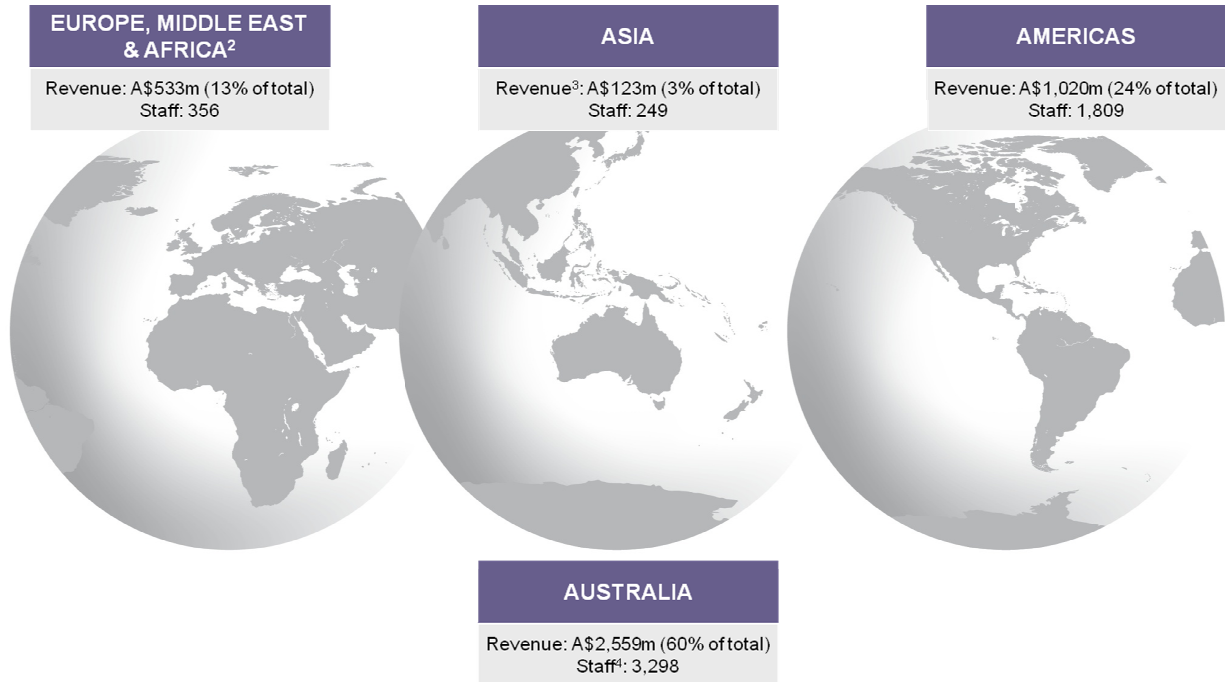 EUROPE, MIDDLE EAST
& AFRICA²
Revenue: A$533m (13% of total)
Staff: 356
ASIA
Revenue³: A$123m (3% of total)
Staff: 249
AMERICAS
Revenue: A$1,020m (24% of total)
Staff: 1,809
AUSTRALIA
Revenue: A$2,559m (60% of total)
Staff⁴: 3,298